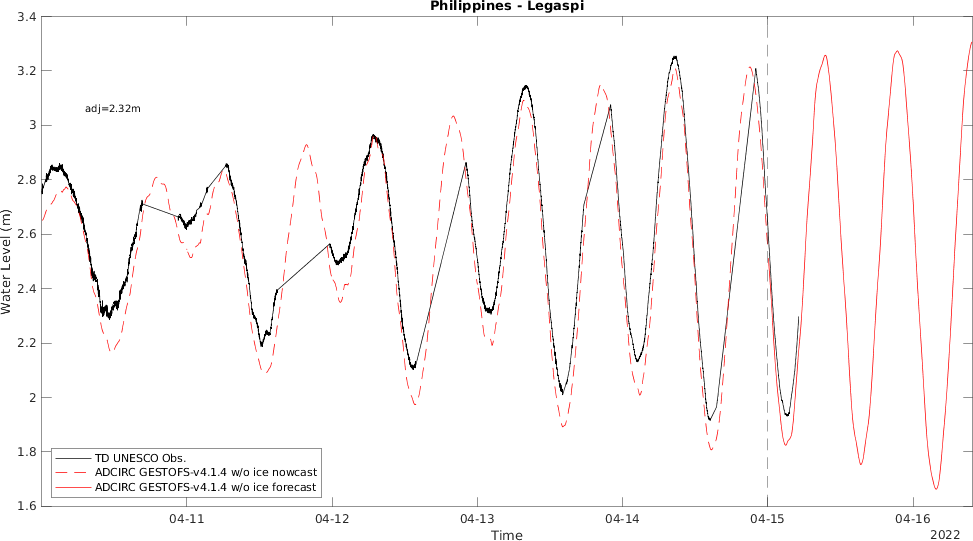 Philippines - Legaspi
3.4
3.2
3
2.8
2.6
2.4
2.2
2
1.8
1.6
Water Level (m)
adj=2.32m
TD UNESCO Obs.
ADCIRC GESTOFS-v4.1.4 w/o ice nowcast
ADCIRC GESTOFS-v4.1.4 w/o ice forecast
04-11
04-12
04-13
04-14
04-15
04-16
Time
2022